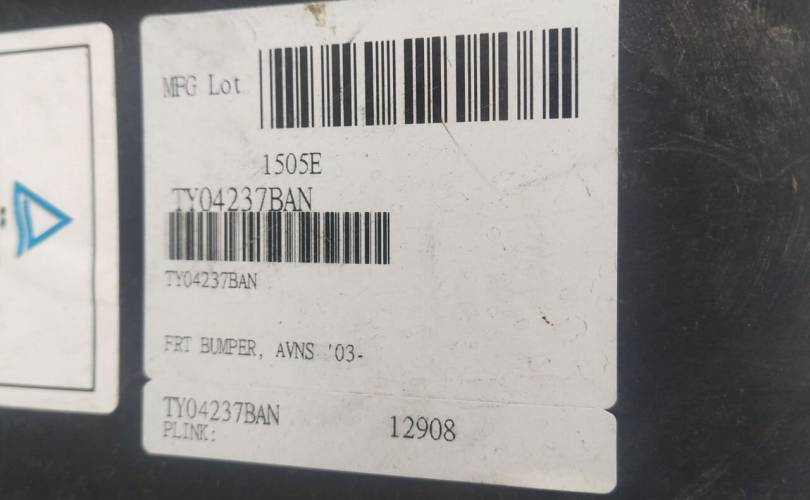 MFG Lot
1505E
TY04237BAN
TY04237BAN
FRT BUMPER, AVNS '03-
TY04237BAN
PLINK: 12908